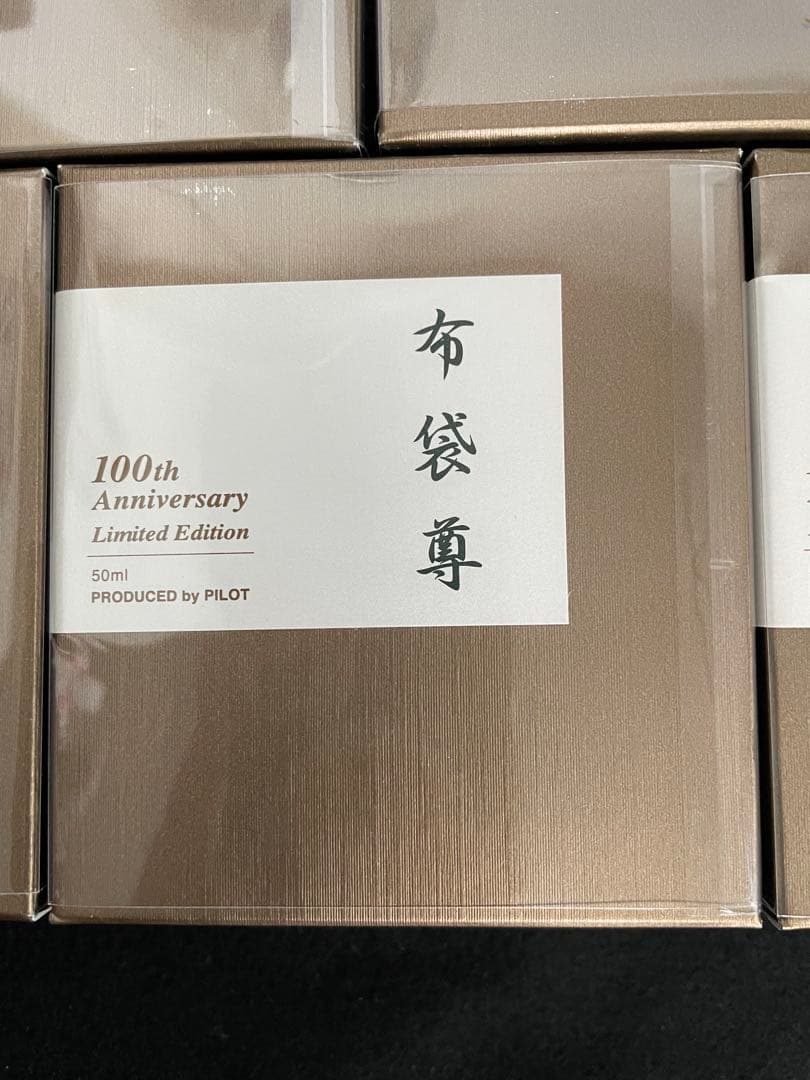 布袋尊
100th
Anniversary
Limited Edition
50ml
PRODUCED by PILOT